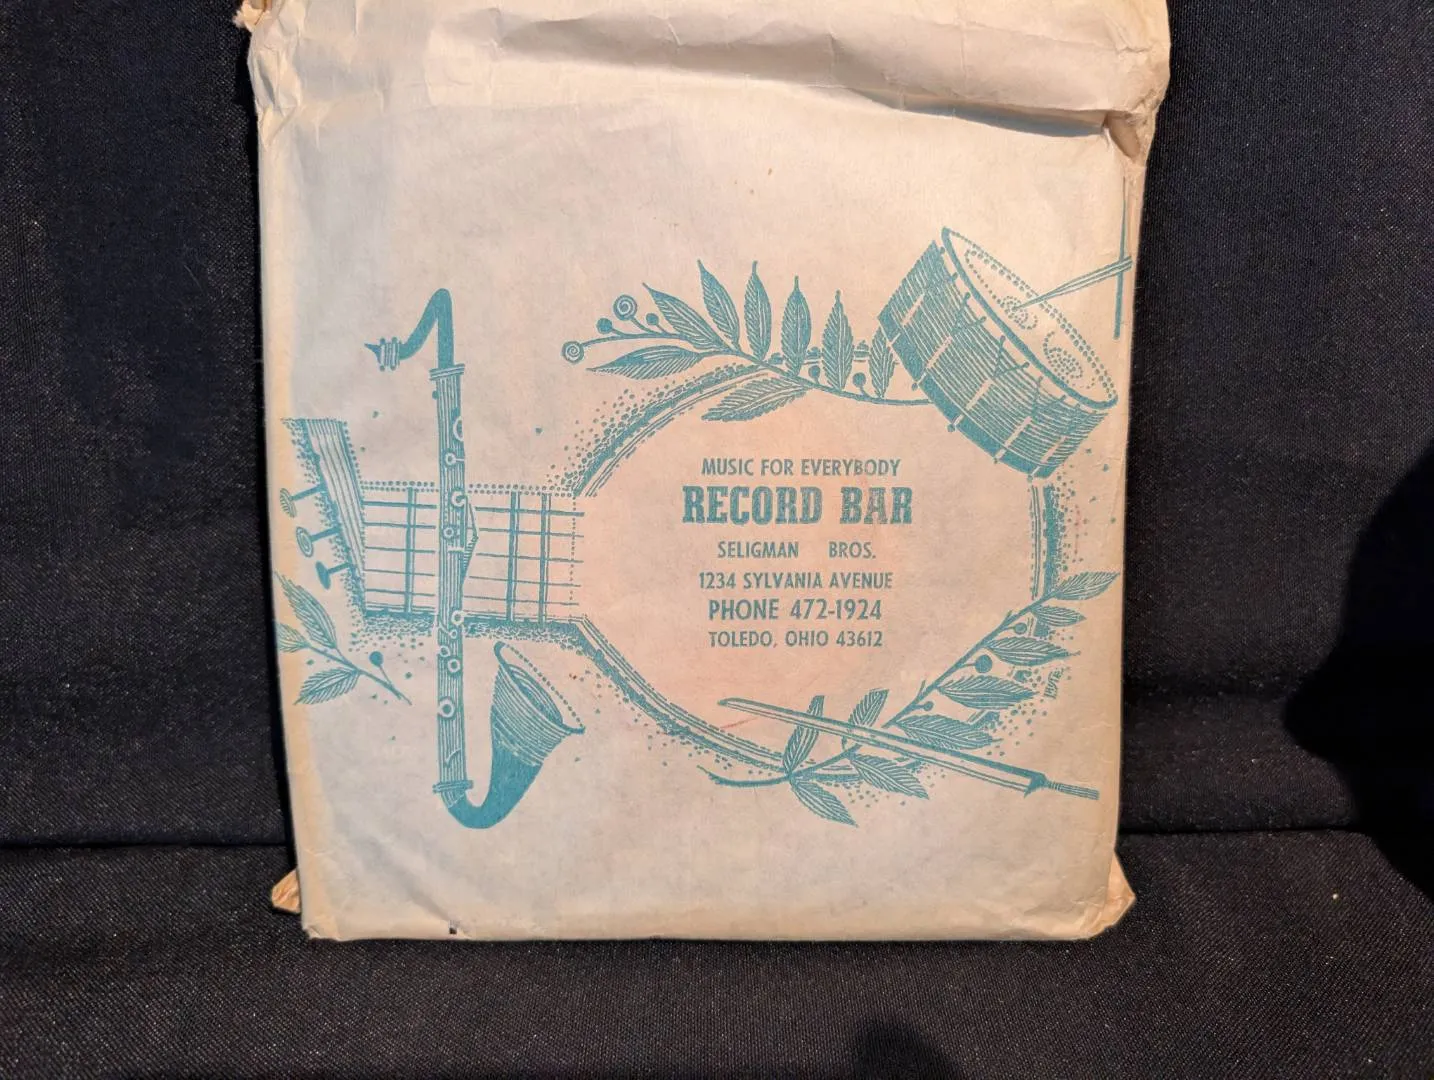 MUSIC FOR EVERYBODY
RECORD BAR
SELIGMAN BROS.
1234 SYLVANIA AVENUE
PHONE 472-1924
TOLEDO, OHIO 43612